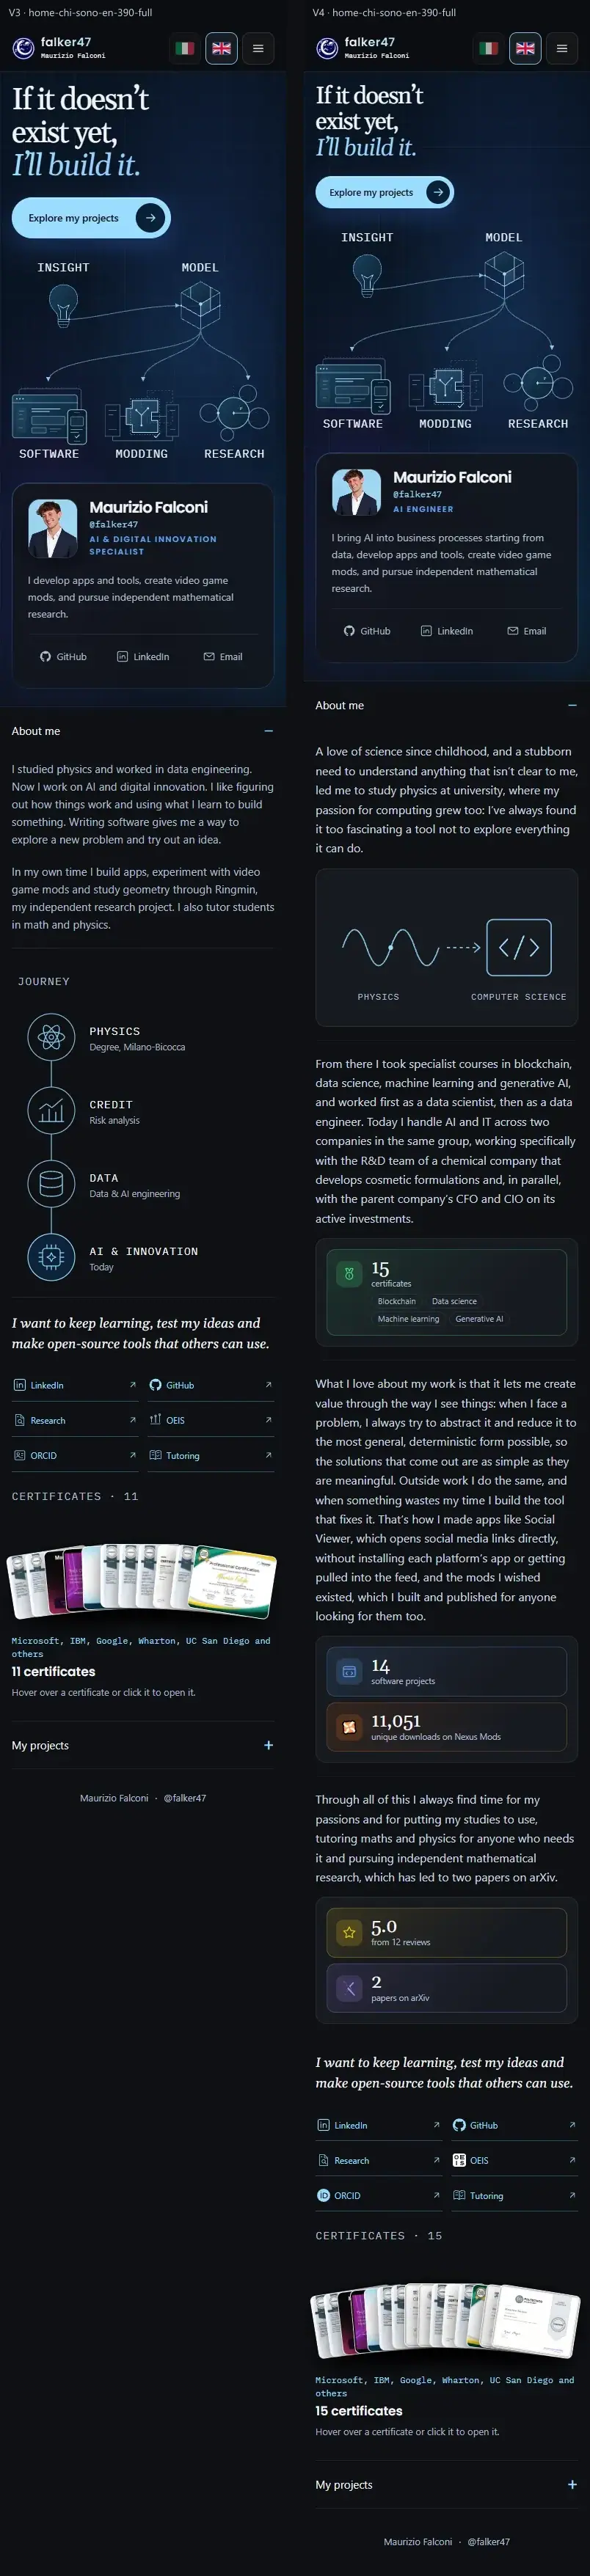 V3 · home-chi-sono-en-390-full
falker47
Maurizio Falconi
If it doesn't
exist yet,
I'll build it.
Explore my projects
INSIGHT
MODEL
SOFTWARE
MODDING
RESEARCH
Maurizio Falconi
@falker47
AI & DIGITAL INNOVATION
SPECIALIST
I develop apps and tools, create video game
mods, and pursue independent mathematical
research.
GitHub
LinkedIn
Email
About me
I studied physics and worked in data engineering.
Now I work on AI and digital innovation. I like figuring
out how things work and using what I learn to build
something. Writing software gives me a way to
explore a new problem and try out an idea.
In my own time I build apps, experiment with video
game mods and study geometry through Ringmin,
my independent research project. I also tutor students
in math and physics.
JOURNEY
PHYSICS
Degree, Milano-Bicocca
CREDIT
Risk analysis
DATA
Data & AI engineering
AI & INNOVATION
Today
I want to keep learning, test my ideas and
make open-source tools that others can use.
LinkedIn
GitHub
Research
OEIS
ORCID
Tutoring
CERTIFICATES · 11
Professional Certification
Microsoft, IBM, Google, Wharton, UC San Diego and
others
11 certificates
Hover over a certificate or click it to open it.
My projects
Maurizio Falconi · @falker47
V4 · home-chi-sono-en-390-full
falker47
Maurizio Falconi
If it doesn't
exist yet,
I'll build it.
Explore my projects
INSIGHT
MODEL
SOFTWARE
MODDING
RESEARCH
Maurizio Falconi
@falker47
AI ENGINEER
I bring AI into business processes starting from
data, develop apps and tools, create video game
mods, and pursue independent mathematical
research.
GitHub
LinkedIn
Email
About me
A love of science since childhood, and a stubborn
need to understand anything that isn't clear to me,
led me to study physics at university, where my
passion for computing grew too: I've always found
it too fascinating a tool not to explore everything
it can do.
PHYSICS
COMPUTER SCIENCE
From there I took specialist courses in blockchain,
data science, machine learning and generative AI,
and worked first as a data scientist, then as a data
engineer. Today I handle AI and IT across two
companies in the same group, working specifically
with the R&D team of a chemical company that
develops cosmetic formulations and, in parallel,
with the parent company's CFO and CIO on its
active investments.
15
certificates
Blockchain
Data science
Machine learning
Generative AI
What I love about my work is that it lets me create
value through the way I see things: when I face a
problem, I always try to abstract it and reduce it to
the most general, deterministic form possible, so
the solutions that come out are as simple as they
are meaningful. Outside work I do the same, and
when something wastes my time I build the tool
that fixes it. That's how I made apps like Social
Viewer, which opens social media links directly,
without installing each platform's app or getting
pulled into the feed, and the mods I wished
existed, which I built and published for anyone
looking for them too.
14
software projects
11,051
unique downloads on Nexus Mods
Through all of this I always find time for my
passions and for putting my studies to use,
tutoring maths and physics for anyone who needs
it and pursuing independent mathematical
research, which has led to two papers on arXiv.
5.0
from 12 reviews
2
papers on arXiv
I want to keep learning, test my ideas and
make open-source tools that others can use.
LinkedIn
GitHub
Research
OEIS
ORCID
Tutoring
CERTIFICATES · 15
Microsoft, IBM, Google, Wharton, UC San Diego and
others
15 certificates
Hover over a certificate or click it to open it.
My projects
Maurizio Falconi · @falker47